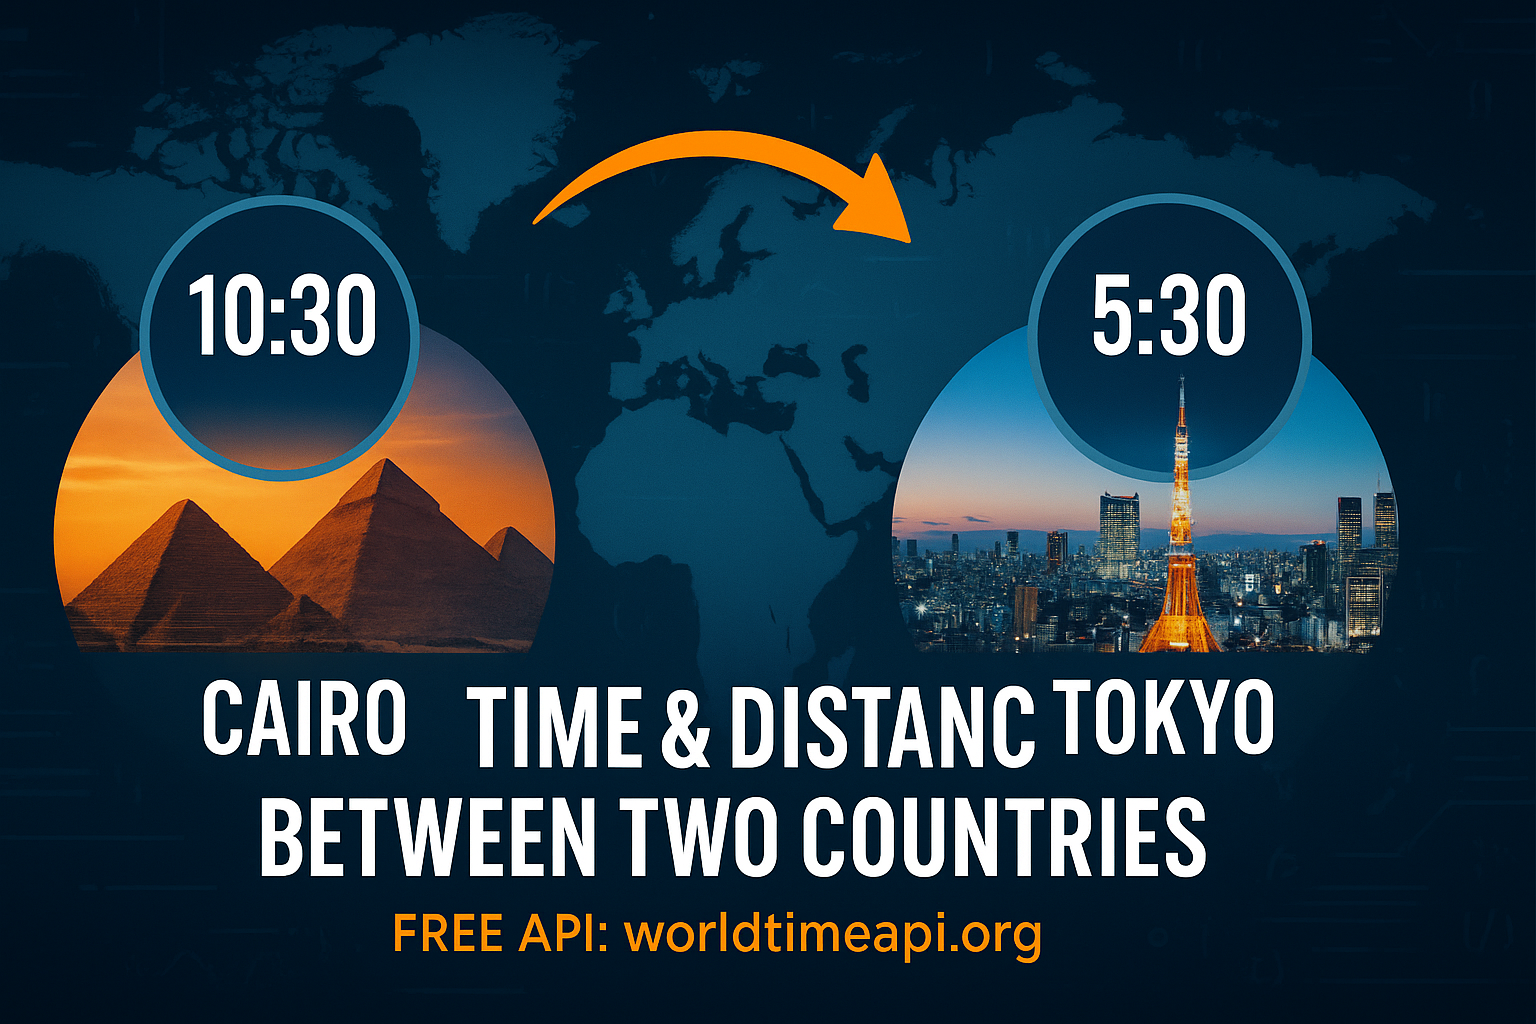 10:30
5:30
CAIRO
TIME & DISTANC
TOKYO
BETWEEN TWO COUNTRIES
FREE API: worldtimeapi.org